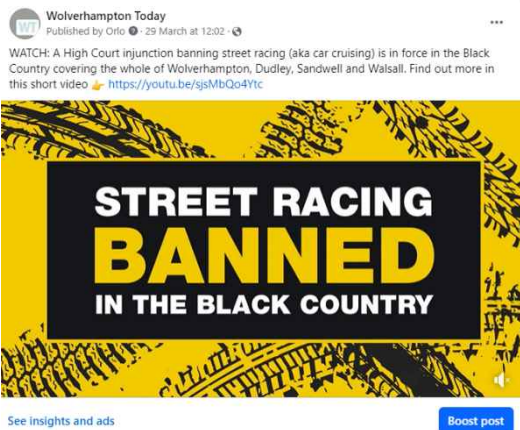 WT
Wolverhampton Today
Published by Orlo · 29 March at 12:02 ·
WATCH: A High Court injunction banning street racing (aka car cruising) is in force in the Black
Country covering the whole of Wolverhampton, Dudley, Sandwell and Walsall. Find out more in
this short video 👉 https://youtu.be/sjsMbQo4Ytc
STREET RACING
BANNED
IN THE BLACK COUNTRY
See insights and ads
Boost post